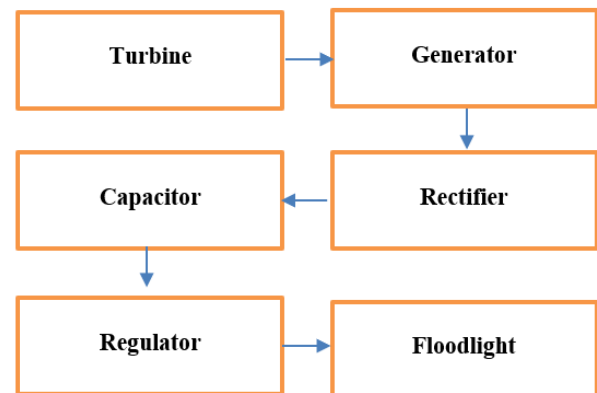 Turbine
Generator
Capacitor
Rectifier
Regulator
Floodlight